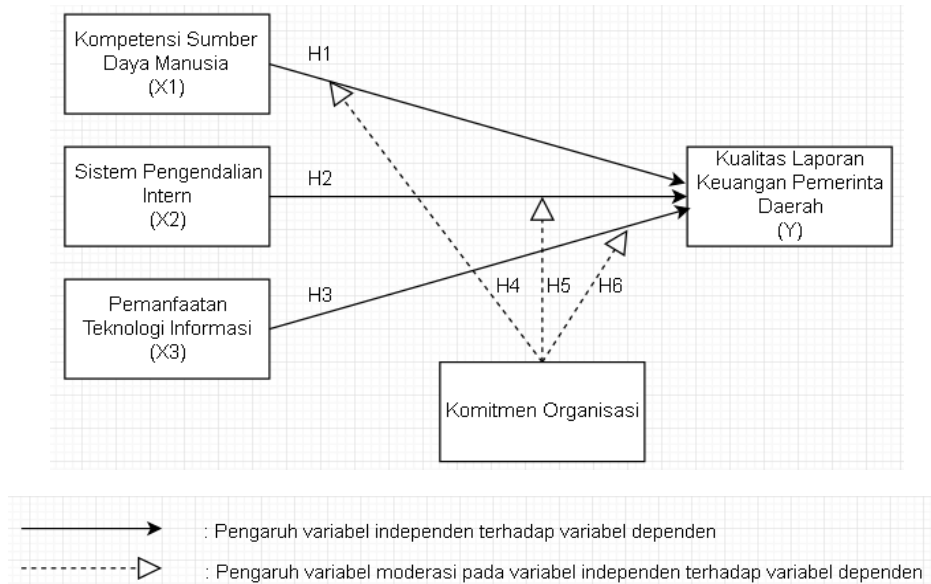 Kompetensi Sumber
Daya Manusia
(X1)
H1
Sistem Pengendalian
Intern
(X2)
H2
Kualitas Laporan
Keuangan Pemerinta
Daerah
(Y)
Pemanfaatan
Teknologi Informasi
(X3)
H3
H4
H5
H6
Komitmen Organisasi
: Pengaruh variabel independen terhadap variabel dependen
: Pengaruh variabel moderasi pada variabel independen terhadap variabel dependen